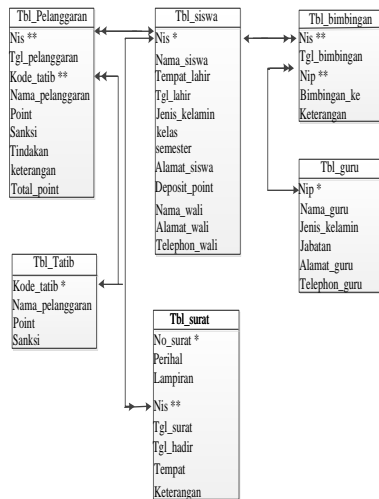 Tbl_Pelanggaran
Nis **
Tgl_pelanggaran
Kode_tatib **
Nama_pelanggaran
Point
Sanksi
Tindakan
keterangan
Total_point
Tbl_siswa
Nis *
Nama_siswa
Tempat_lahir
Tgl_lahir
Jenis_kelamin
kelas
semester
Alamat_siswa
Deposit_point
Nama_wali
Alamat_wali
Telephon_wali
Tbl_bimbingan
Nis **
Tgl_bimbingan
Nip **
Bimbingan_ke
Keterangan
Tbl_guru
Nip *
Nama_guru
Jenis_kelamin
Jabatan
Alamat_guru
Telephon_guru
Tbl_Tatib
Kode_tatib *
Nama_pelanggaran
Point
Sanksi
Tbl_surat
No_surat *
Perihal
Lampiran
Nis **
Tgl_surat
Tgl_hadir
Tempat
Keterangan